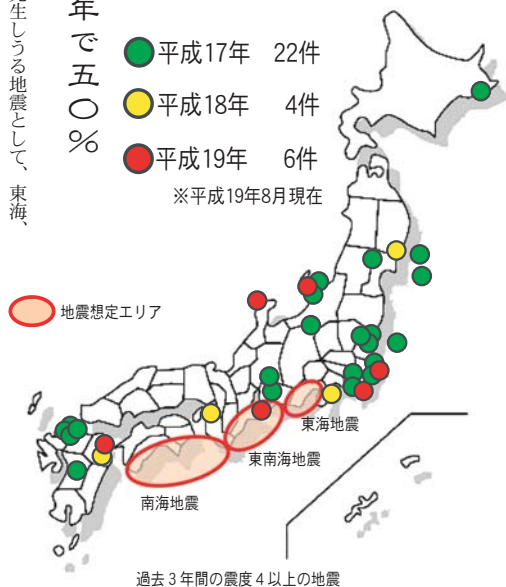 年で五〇％
発生しうる地震として、東海、
平成17年 22件
平成18年 4件
平成19年 6件
※平成19年8月現在
地震想定エリア
東海地震
東南海地震
南海地震
過去３年間の震度４以上の地震